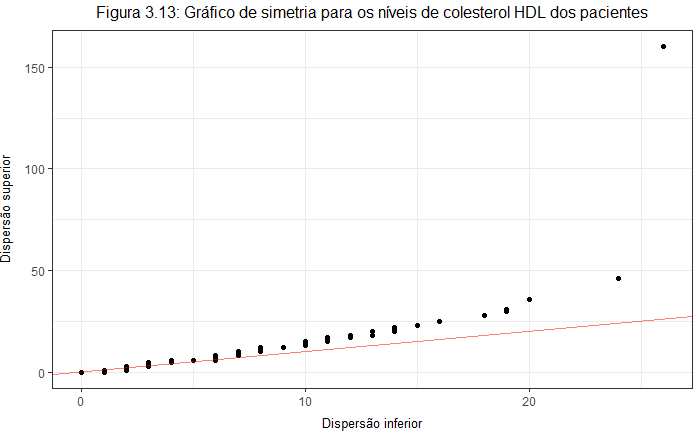 Figura 3.13: Gráfico de simetria para os níveis de colesterol HDL dos pacientes
150
100
50
0
Dispersão superior
0 10 20
Dispersão inferior